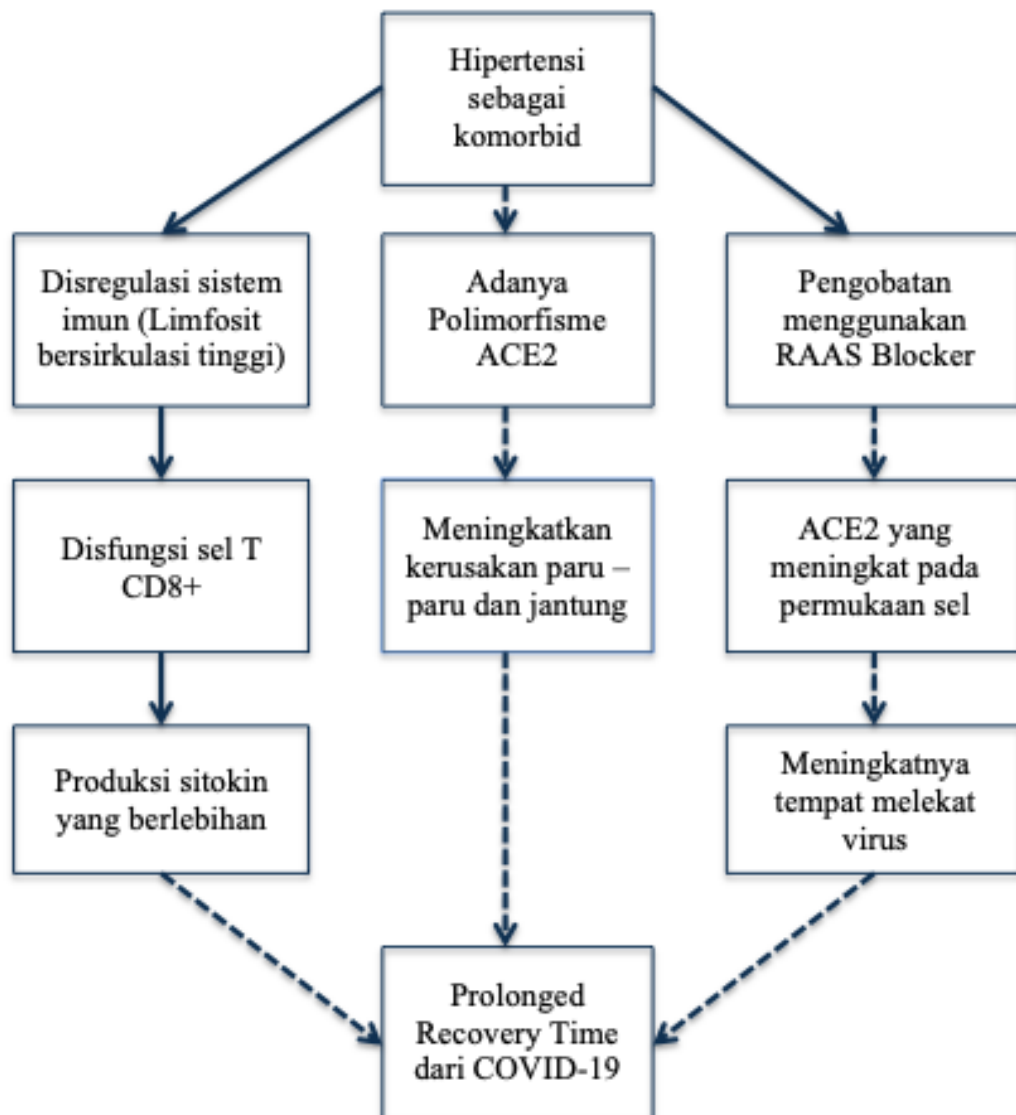 Hipertensi
sebagai
komorbid
Disregulasi sistem
imun (Limfosit
bersirkulasi tinggi)
Adanya
Polimorfisme
ACE2
Pengobatan
menggunakan
RAAS Blocker
Disfungsi sel T
CD8+
Meningkatkan
kerusakan paru –
paru dan jantung
ACE2 yang
meningkat pada
permukaan sel
Produksi sitokin
yang berlebihan
Meningkatnya
tempat melekat
virus
Prolonged
Recovery Time
dari COVID-19